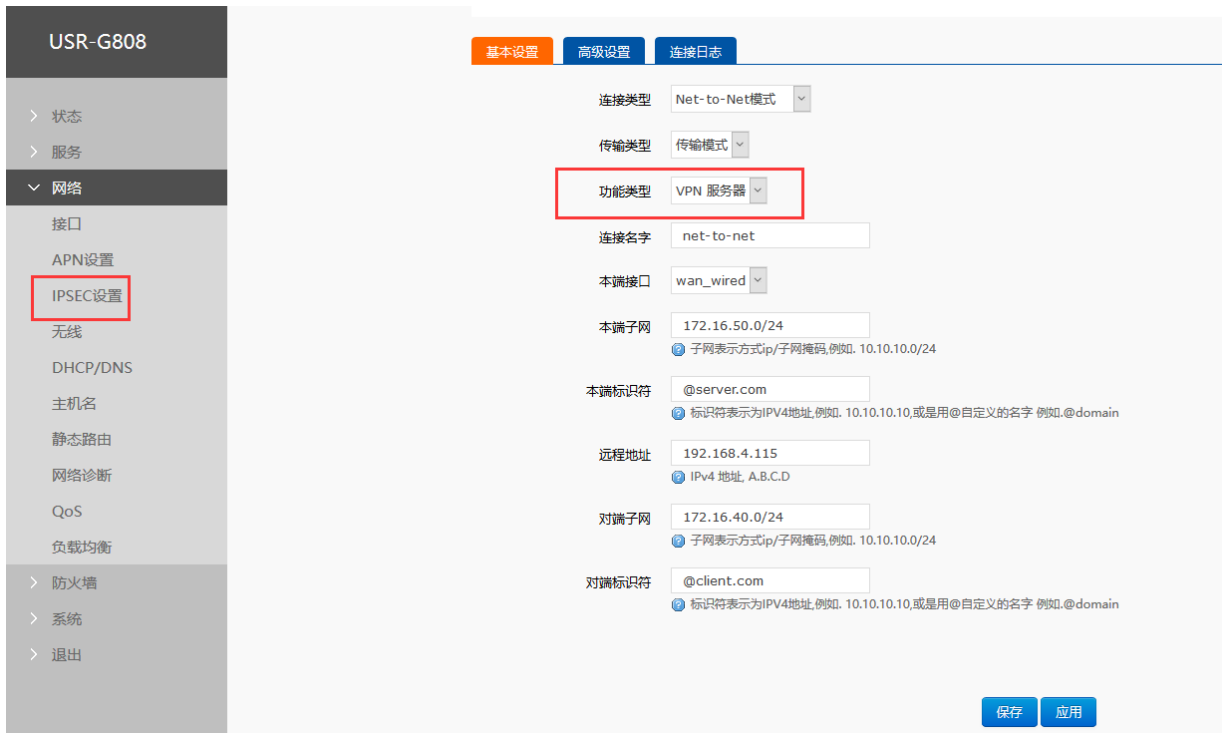 USR-G808
状态
服务
网络
接口
APN设置
IPSEC设置
无线
DHCP/DNS
主机名
静态路由
网络诊断
QoS
负载均衡
防火墙
系统
退出
基本设置 高级设置 连接日志
连接类型 Net-to-Net模式
传输类型 传输模式
功能类型 VPN 服务器
连接名字 net-to-net
本端接口 wan_wired
本端子网 172.16.50.0/24
子网表示方式ip/子网掩码,例如. 10.10.10.0/24
本端标识符 @server.com
标识符表示为IPV4地址,例如. 10.10.10.10,或是用@自定义的名字 例如.@domain
远程地址 192.168.4.115
IPv4 地址, A.B.C.D
对端子网 172.16.40.0/24
子网表示方式ip/子网掩码,例如. 10.10.10.0/24
对端标识符 @client.com
标识符表示为IPV4地址,例如. 10.10.10.10,或是用@自定义的名字 例如.@domain
保存 应用